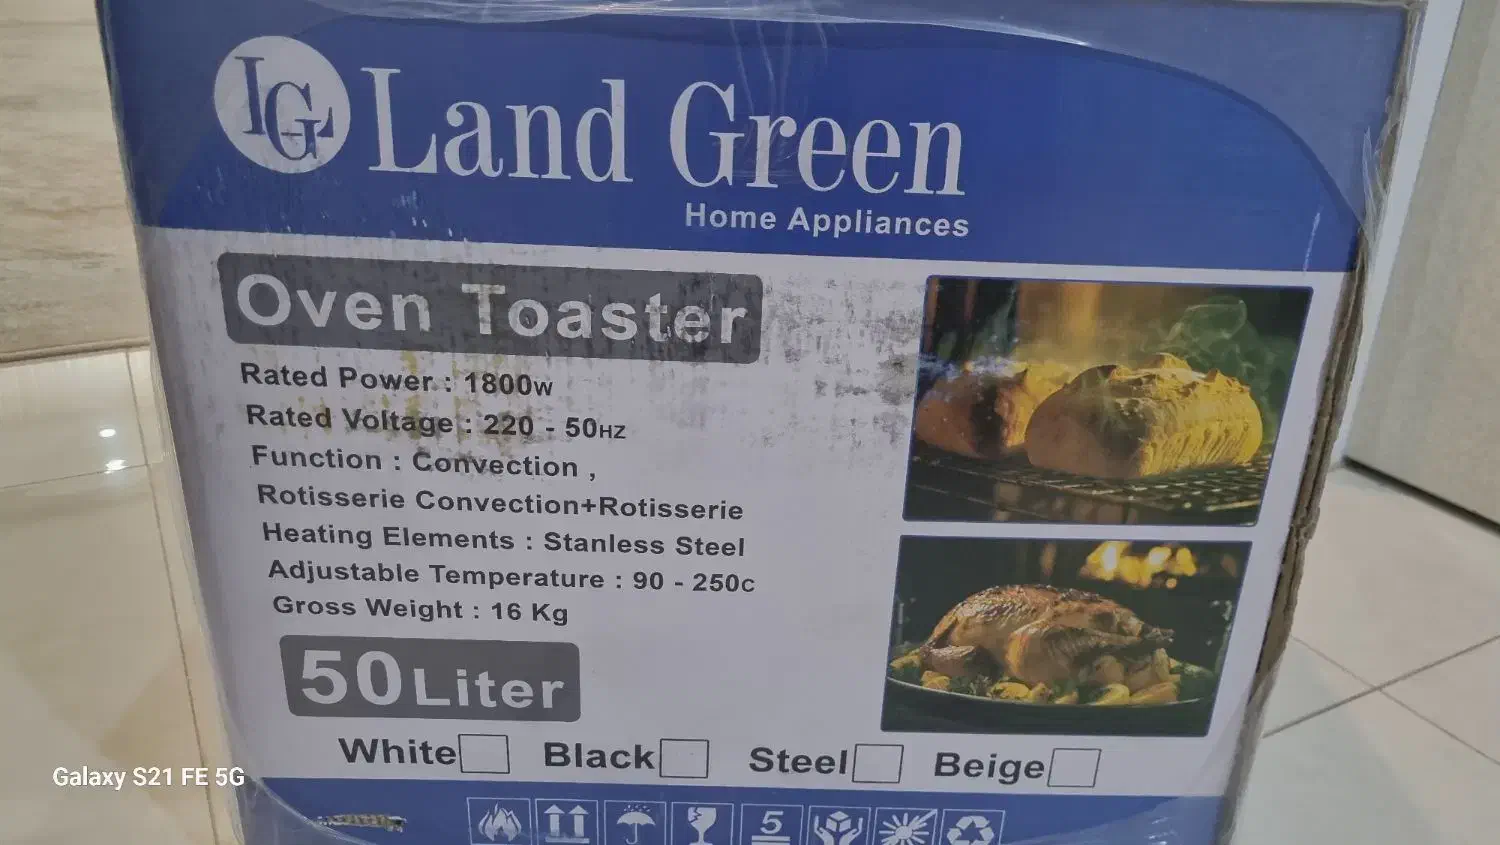 LG
Land Green
Home Appliances
Oven Toaster
Rated Power : 1800W
Rated Voltage : 220 - 50HZ
Function : Convection ,
Rotisserie Convection+Rotisserie
Heating Elements : Stanless Steel
Adjustable Temperature : 90 - 250C
Gross Weight : 16 Kg
50 Liter
White Black Steel Beige
5
Galaxy S21 FE 5G